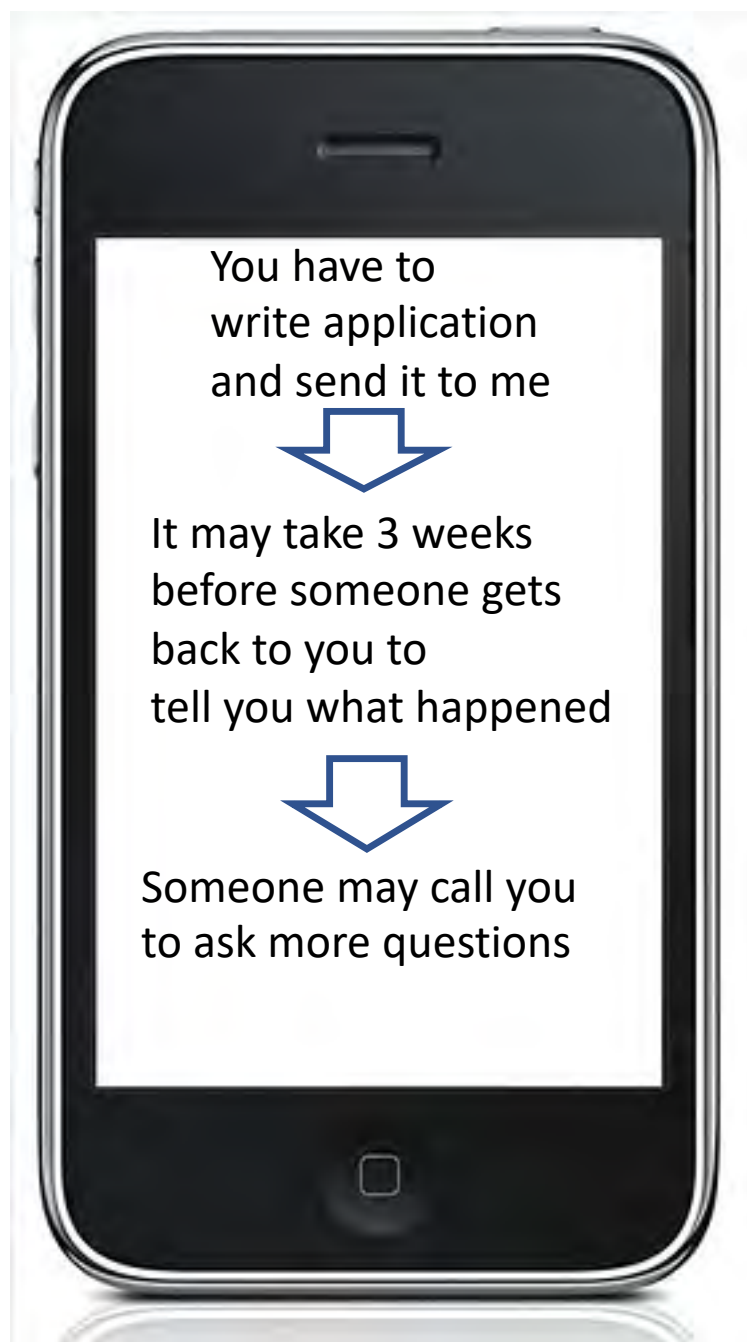 You have to
write application
and send it to me
It may take 3 weeks
before someone gets
back to you to
tell you what happened
Someone may call you
to ask more questions